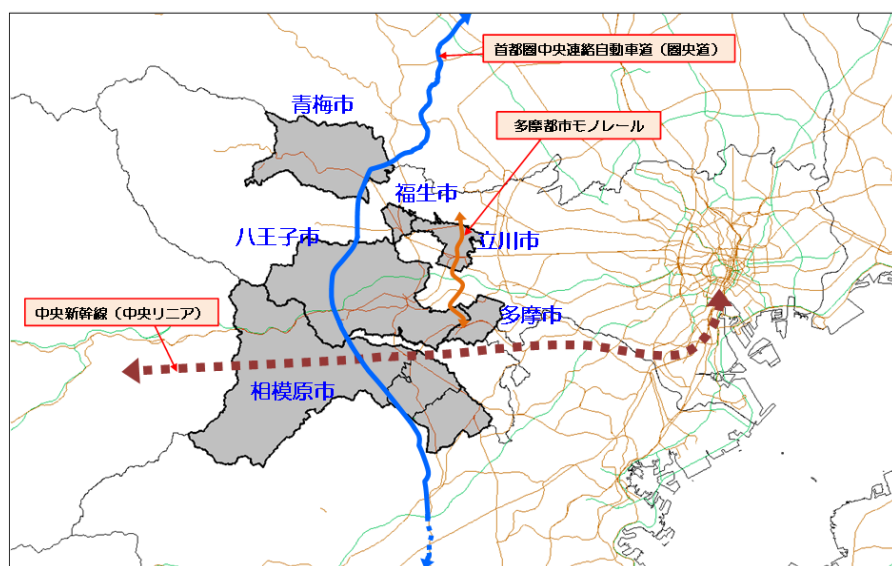 首都圏中央連絡自動車道（圏央道）
青梅市
多摩都市モノレール
福生市
八王子市
立川市
中央新幹線（中央リニア）
多摩市
相模原市